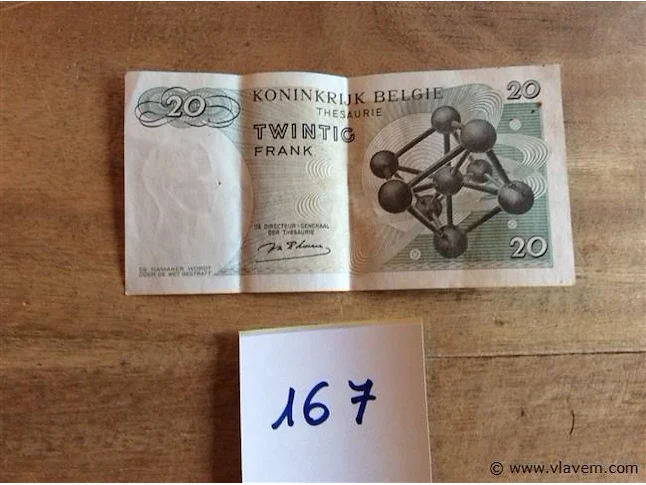 20
KONINKRIJK BELGIE
THESAURIE
20
TWINTIG
FRANK
DE DIRECTEUR-GENERAAL
DER THESAURIE
20
DE NAMAKER WORDT
DOOR DE WET GESTRAFT
167
© www.vlavem.com